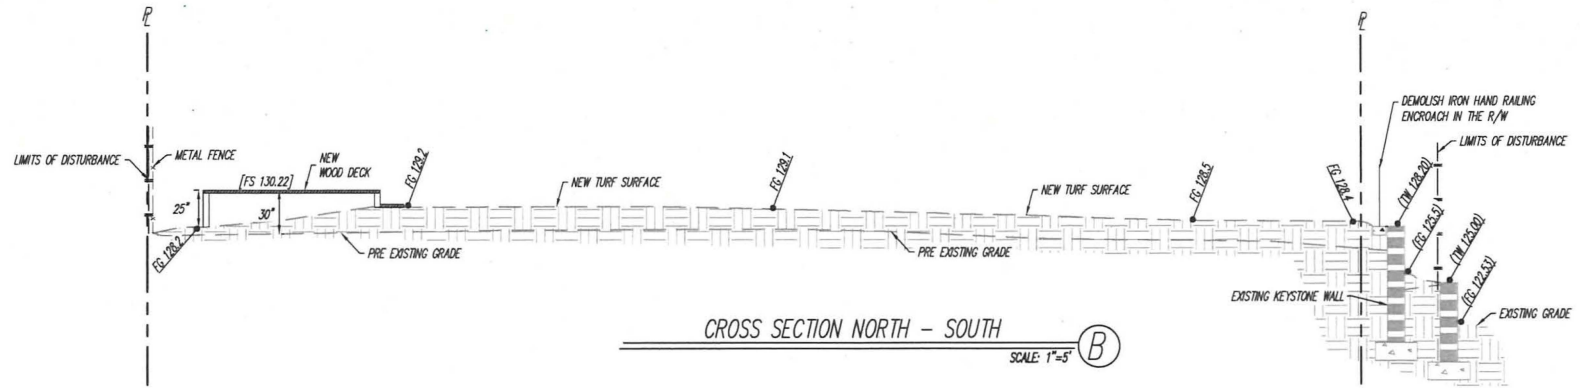 PL
PL
DEMOLISH IRON HAND RAILING
ENCROACH IN THE R/W
LIMITS OF DISTURBANCE
LIMITS OF DISTURBANCE
METAL FENCE
NEW
WOOD DECK
[FS 130.22]
FG 129.2
NEW TURF SURFACE
FG 129.1
NEW TURF SURFACE
FG 128.5
FG 128.4
(TW 128.20)
(FG 125.5)
(TW 125.00)
(FG 122.53)
25"
30"
FG 128.2
PRE EXISTING GRADE
PRE EXISTING GRADE
EXISTING KEYSTONE WALL
EXISTING GRADE
CROSS SECTION NORTH - SOUTH
B
SCALE: 1"=5'